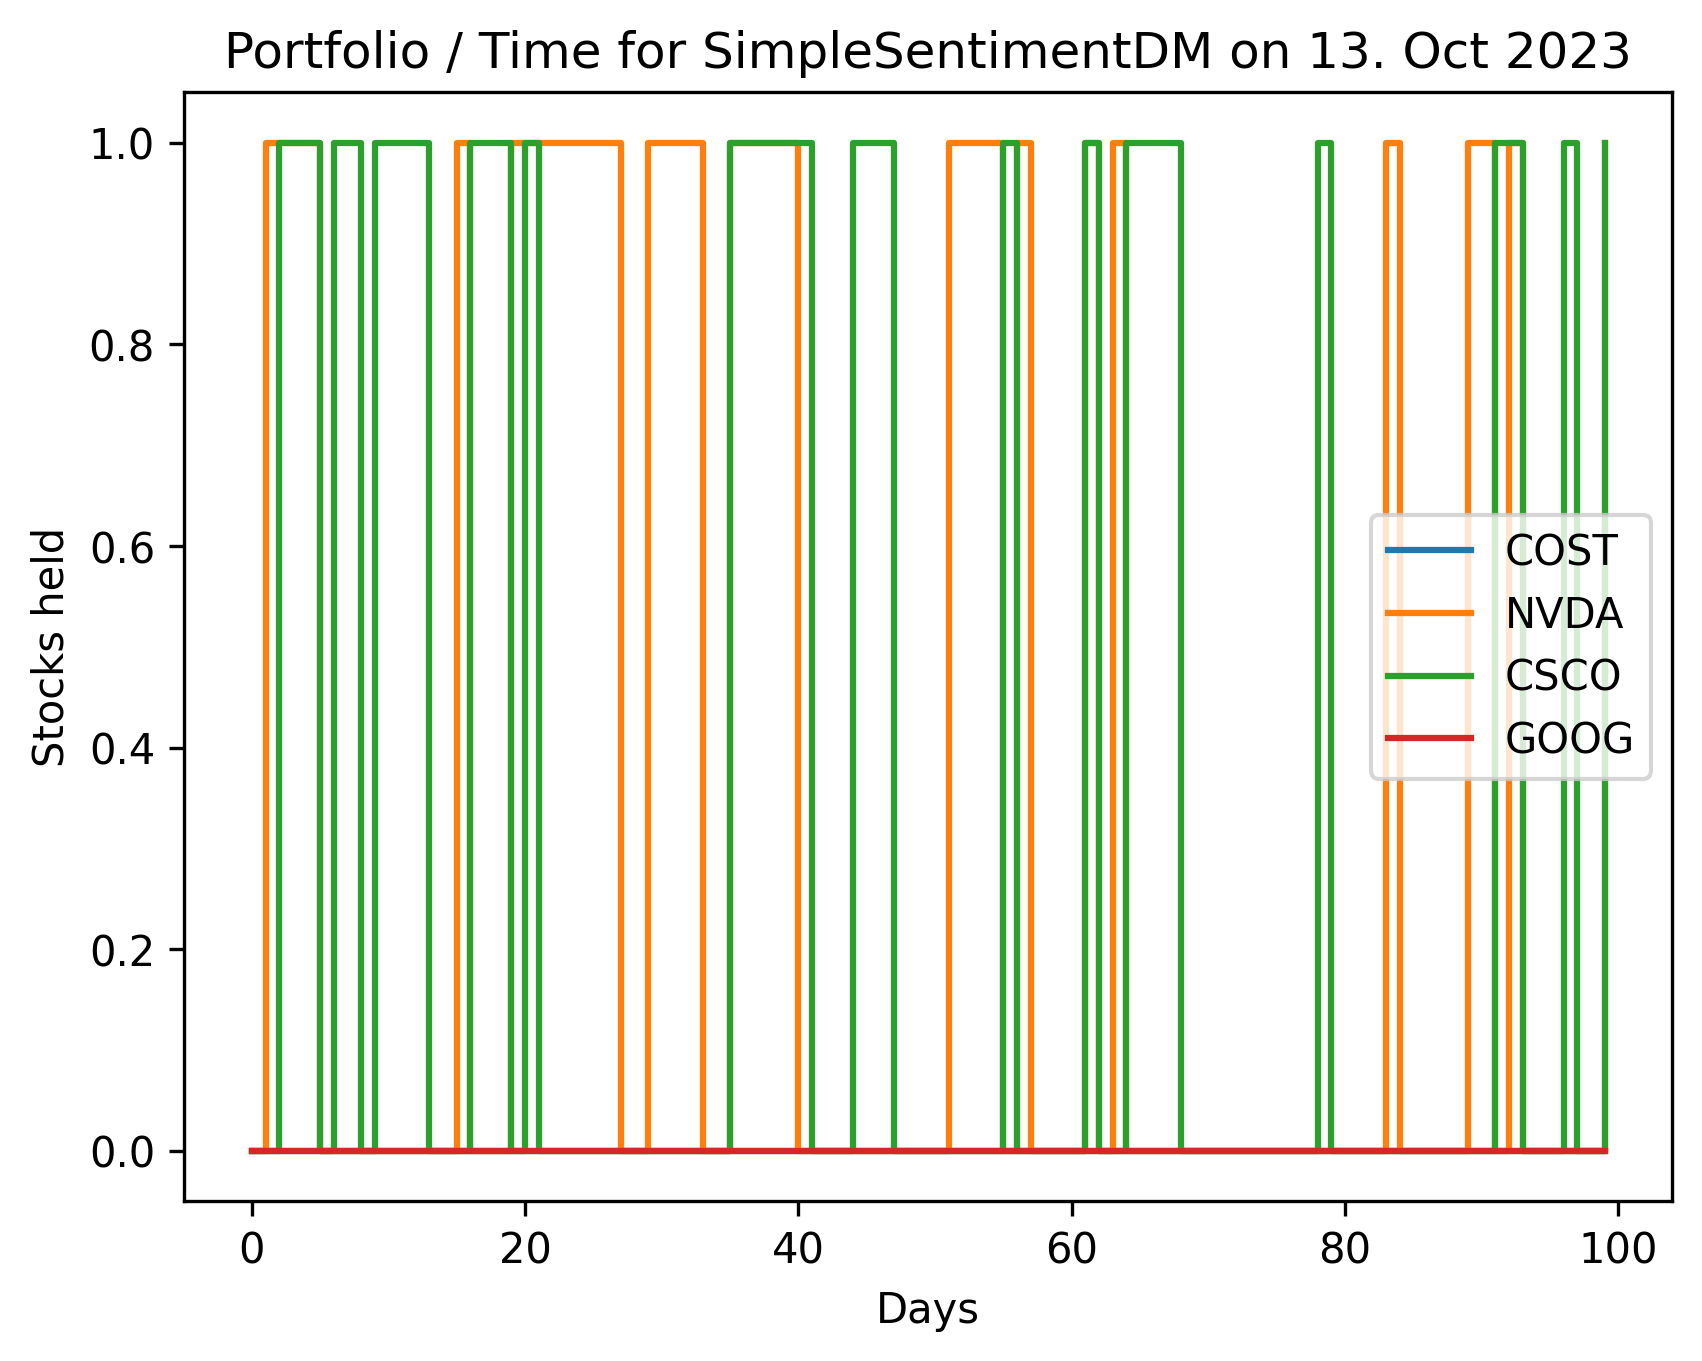 Portfolio / Time for SimpleSentimentDM on 13. Oct 2023
1.0
0.8
0.6
0.4
0.2
0.0
Stocks held
COST
NVDA
CSCO
GOOG
0 20 40 60 80 100
Days